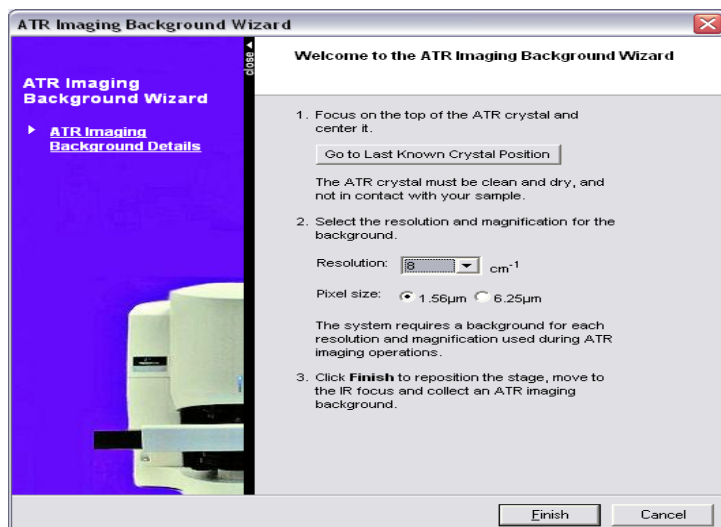 ATR Imaging Background Wizard
close
ATR Imaging
Background Wizard
ATR Imaging
Background Details
Welcome to the ATR Imaging Background Wizard
1. Focus on the top of the ATR crystal and
center it.
Go to Last Known Crystal Position
The ATR crystal must be clean and dry, and
not in contact with your sample.
2. Select the resolution and magnification for the
background.
Resolution: 8 cm-1
Pixel size: 1.56µm 6.25µm
The system requires a background for each
resolution and magnification used during ATR
imaging operations.
3. Click Finish to reposition the stage, move to
the IR focus and collect an ATR imaging
background.
Finish Cancel